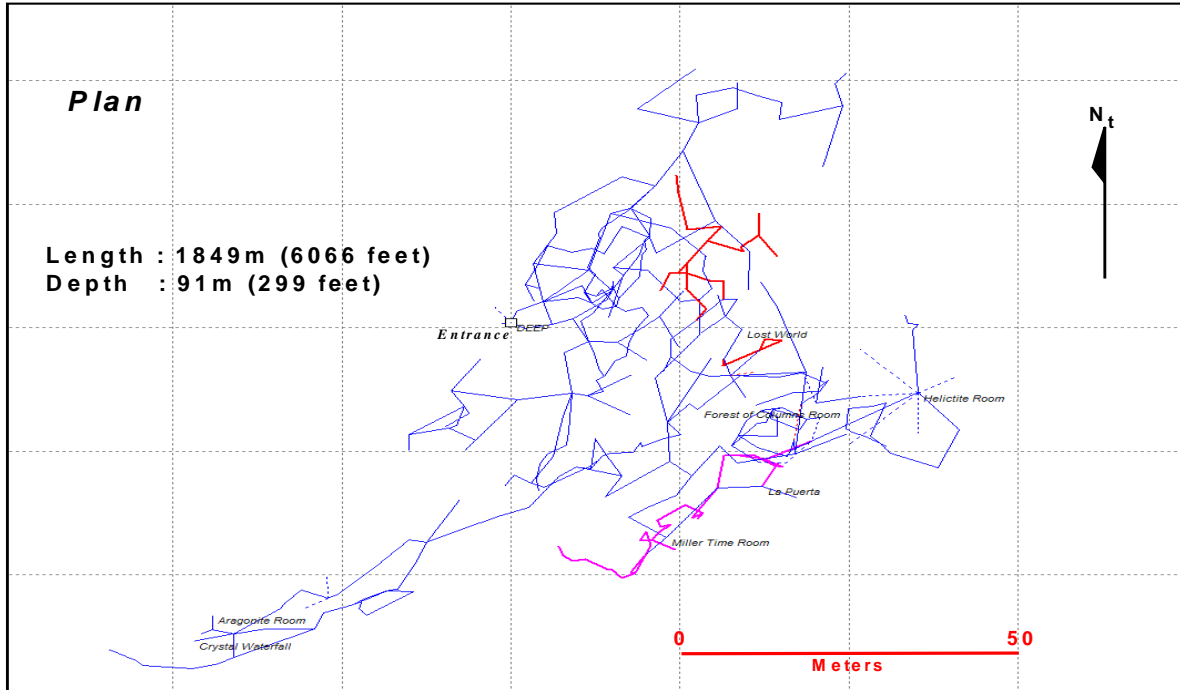 Plan
N t
Length : 1849m (6066 feet)
Depth : 91m (299 feet)
DEEP
Entrance
Lost World
Helictite Room
Forest of Columns Room
La Puerta
Miller Time Room
Aragonite Room
Crystal Waterfall
0 50
Meters